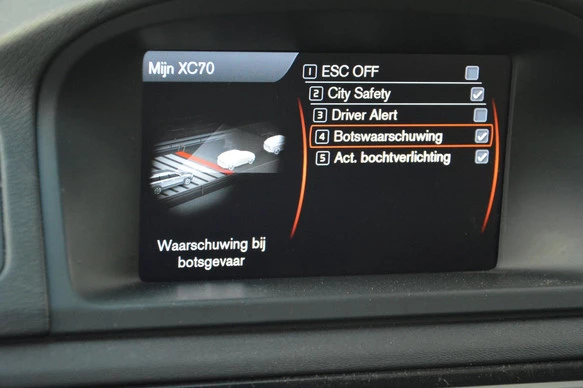 Mijn XC70
1 ESC OFF
2 City Safety
3 Driver Alert
4 Botswaarschuwing
5 Act. bochtverlichting
Waarschuwing bij
botsgevaar